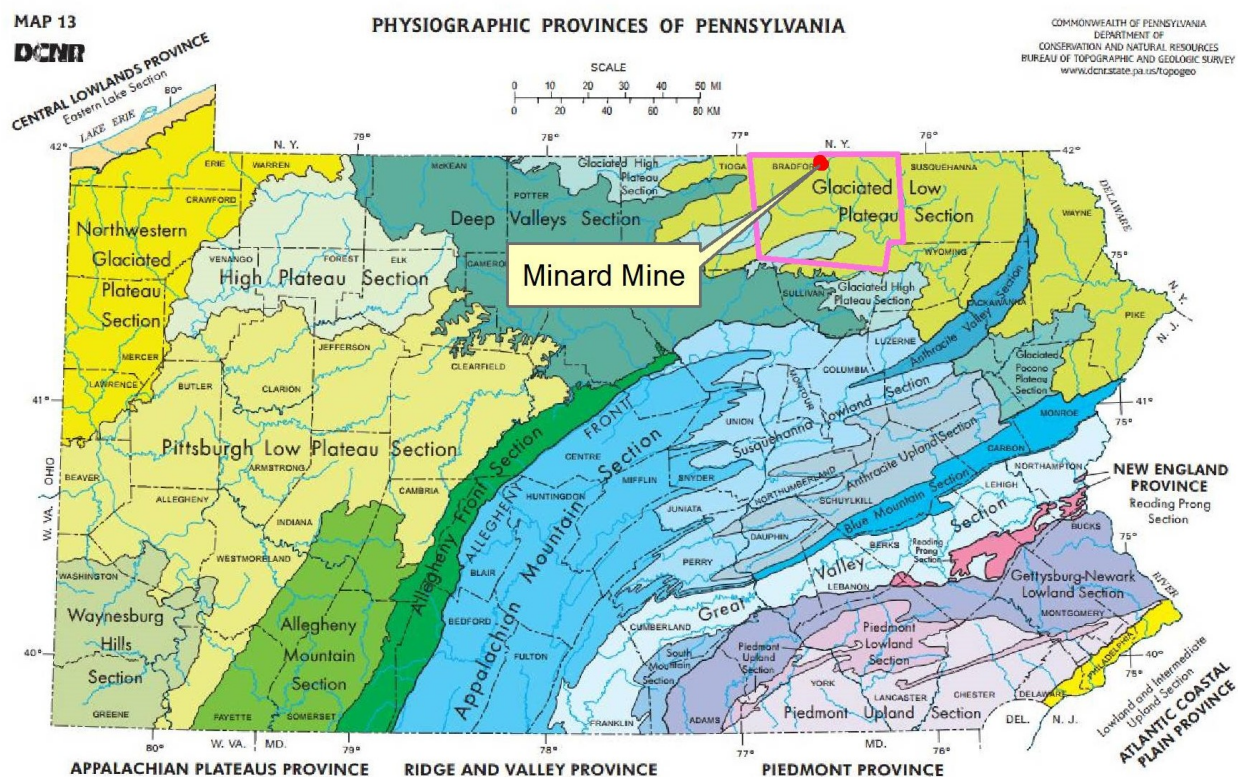 MAP 13
DCNR
PHYSIOGRAPHIC PROVINCES OF PENNSYLVANIA
COMMONWEALTH OF PENNSYLVANIA
DEPARTMENT OF
CONSERVATION AND NATURAL RESOURCES
BUREAU OF TOPOGRAPHIC AND GEOLOGIC SURVEY
www.dcnr.state.pa.us/topogeo
SCALE
0 10 20 30 40 50 MI
0 20 40 60 80 KM
CENTRAL LOWLANDS PROVINCE
Eastern Lake Section
LAKE ERIE
80°
42°
79°
N. Y.
78°
77°
N. Y.
76°
42°
ERIE
WARREN
CRAWFORD
McKEAN
POTTER
Glaciated High
Plateau
Section
TIOGA
BRADFORD
SUSQUEHANNA
WAYNE
DELAWARE
Northwestern
Glaciated
Plateau
Section
Deep Valleys Section
Glaciated Low
Plateau Section
VENANGO
FOREST
ELK
High Plateau Section
CAMERON
Minard Mine
SULLIVAN
WYOMING
Glaciated High
Plateau Section
LACKAWANNA
Anthracite Valley Section
PIKE
75°
N. Y.
N. J.
MERCER
LAWRENCE
BUTLER
CLARION
JEFFERSON
CLEARFIELD
LUZERNE
COLUMBIA
MONTOUR
Glaciated
Pocono
Plateau
Section
MONROE
41°
41°
75°
Pittsburgh Low Plateau Section
BEAVER
ARMSTRONG
ALLEGHENY
INDIANA
CAMBRIA
WESTMORELAND
OHIO
W. VA.
Allegheny Front Section
ALLEGHENY FRONT
CENTRE
UNION
SNYDER
MIFFLIN
HUNTINGDON
JUNIATA
BLAIR
PERRY
BEDFORD
FULTON
Appalachian Mountain Section
Susquehanna Lowland Section
NORTHUMBERLAND
Anthracite Upland Section
SCHUYLKILL
DAUPHIN
Blue Mountain Section
CARBON
NORTHAMPTON
LEHIGH
NEW ENGLAND
PROVINCE
Reading Prong
Section
BUCKS
75°
BERKS
Reading
Prong
Section
LEBANON
Great Valley Section
CUMBERLAND
Gettysburg-Newark
Lowland Section
MONTGOMERY
RIVER
WASHINGTON
Waynesburg
Hills
Section
GREENE
Allegheny
Mountain
Section
FAYETTE
SOMERSET
South
Mountain
Section
Piedmont
Upland
Section
Piedmont
Lowland
Section
YORK
LANCASTER
CHESTER
DELAWARE
PHILADELPHIA
Piedmont Upland Section
FRANKLIN
ADAMS
40°
40°
75°
Lowland and Intermediate
Upland Section
ATLANTIC COASTAL
PLAIN PROVINCE
80°
W. VA.
MD.
79°
78°
77°
MD.
76°
DEL.
N. J.
APPALACHIAN PLATEAUS PROVINCE
RIDGE AND VALLEY PROVINCE
PIEDMONT PROVINCE